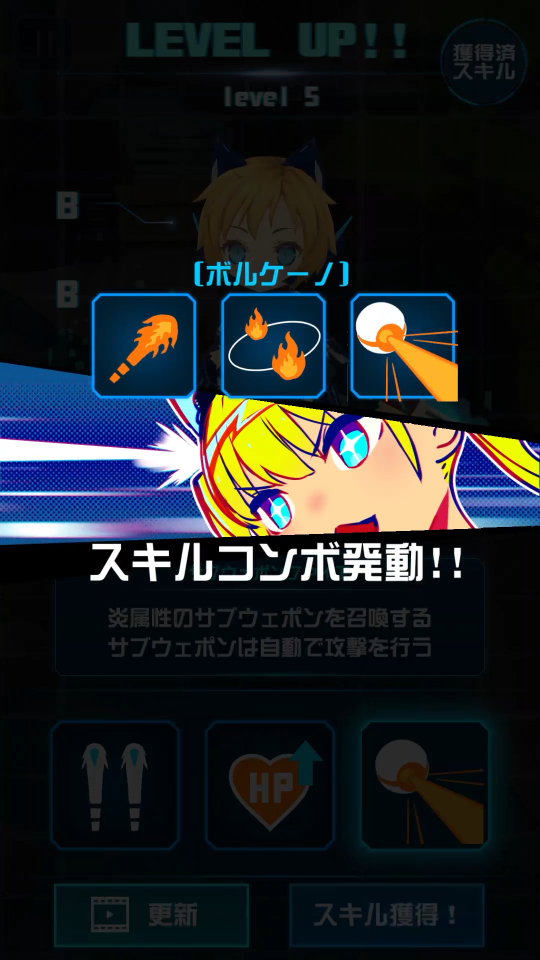 LEVEL UP!!
獲得済
スキル
level 5
B
B
[ボルケーノ]
スキルコンボ発動!!
炎属性のサブウェポンを召喚する
サブウェポンは自動で攻撃を行う
HP
更新
スキル獲得！